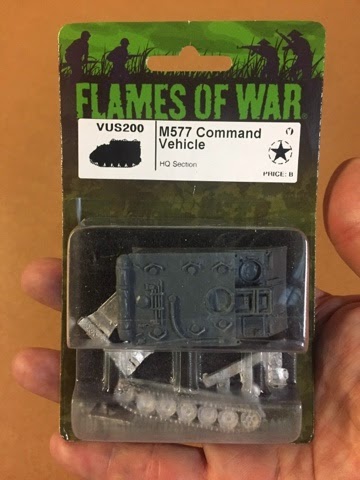 FLAMES OF WAR
VUS200
M577 Command
Vehicle
HQ Section
PRICE: B